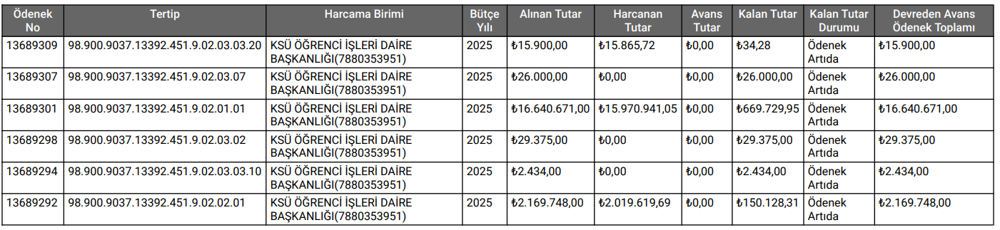 Ödenek No Tertip Harcama Birimi Bütçe Yılı Alınan Tutar Harcanan Tutar Avans Tutar Kalan Tutar Kalan Tutar Durumu Devreden Avans Ödenek Toplamı
13689309 98.900.9037.13392.451.9.02.03.03.20 KSÜ ÖĞRENCİ İŞLERİ DAİRE 2025 ₺15.900,00 ₺15.865,72 ₺0,00 ₺34,28 Ödenek ₺15.900,00
BAŞKANLIĞI(7880353951) Artıda
13689307 98.900.9037.13392.451.9.02.03.07 KSÜ ÖĞRENCİ İŞLERİ DAİRE 2025 ₺26.000,00 ₺0,00 ₺0,00 ₺26.000,00 Ödenek ₺26.000,00
BAŞKANLIĞI(7880353951) Artıda
13689301 98.900.9037.13392.451.9.02.01.01 KSÜ ÖĞRENCİ İŞLERİ DAİRE 2025 ₺16.640.671,00 ₺15.970.941,05 ₺0,00 ₺669.729,95 Ödenek ₺16.640.671,00
BAŞKANLIĞI(7880353951) Artıda
13689298 98.900.9037.13392.451.9.02.03.02 KSÜ ÖĞRENCİ İŞLERİ DAİRE 2025 ₺29.375,00 ₺0,00 ₺0,00 ₺29.375,00 Ödenek ₺29.375,00
BAŞKANLIĞI(7880353951) Artıda
13689294 98.900.9037.13392.451.9.02.03.03.10 KSÜ ÖĞRENCİ İŞLERİ DAİRE 2025 ₺2.434,00 ₺0,00 ₺0,00 ₺2.434,00 Ödenek ₺2.434,00
BAŞKANLIĞI(7880353951) Artıda
13689292 98.900.9037.13392.451.9.02.02.01 KSÜ ÖĞRENCİ İŞLERİ DAİRE 2025 ₺2.169.748,00 ₺2.019.619,69 ₺0,00 ₺150.128,31 Ödenek ₺2.169.748,00
BAŞKANLIĞI(7880353951) Artıda